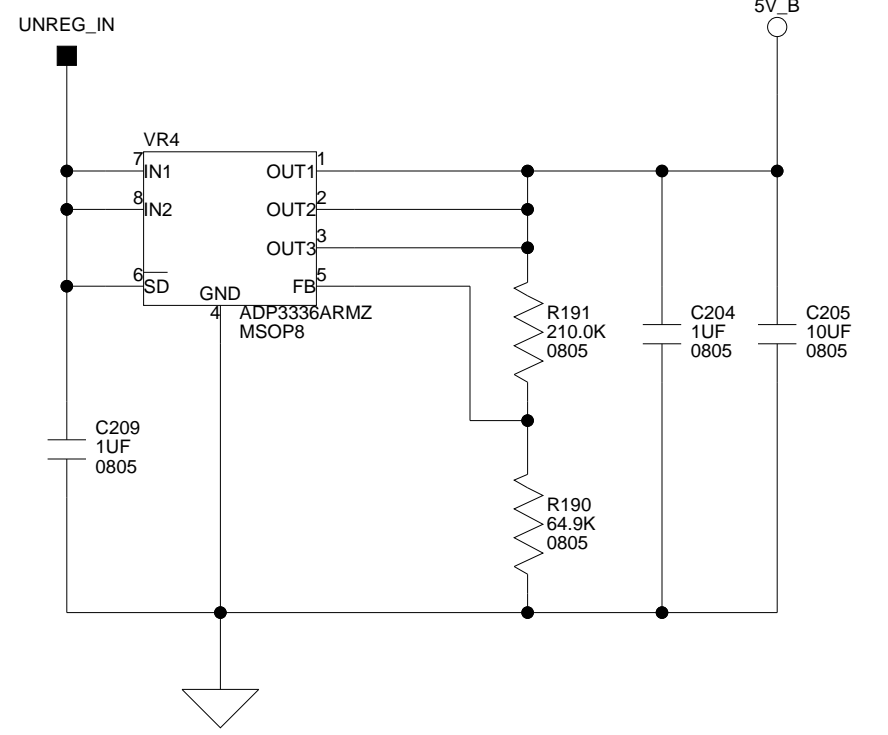 5V_B
UNREG_IN
VR4
7
IN1
OUT1
1
8
IN2
OUT2
2
OUT3
3
6
SD
FB
5
GND
4
ADP3336ARMZ
MSOP8
R191
210.0K
0805
C204
1UF
0805
C205
10UF
0805
C209
1UF
0805
R190
64.9K
0805